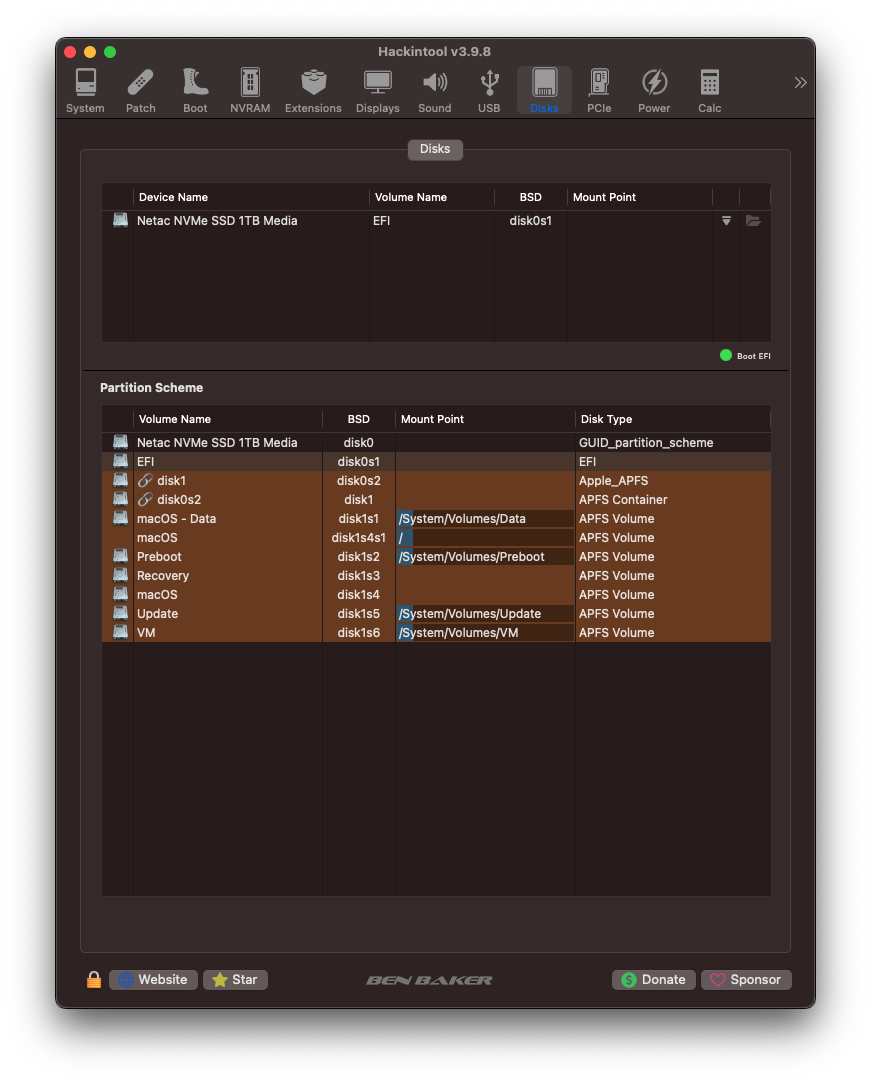 Hackintool v3.9.8
System Patch Boot NVRAM Extensions Displays Sound USB Disks PCIe Power Calc
Disks
Device Name Volume Name BSD Mount Point
Netac NVMe SSD 1TB Media EFI disk0s1
Boot EFI
Partition Scheme
Volume Name BSD Mount Point Disk Type
Netac NVMe SSD 1TB Media disk0 GUID_partition_scheme
EFI disk0s1 EFI
disk1 disk0s2 Apple_APFS
disk0s2 disk1 APFS Container
macOS - Data disk1s1 /System/Volumes/Data APFS Volume
macOS disk1s4s1 / APFS Volume
Preboot disk1s2 /System/Volumes/Preboot APFS Volume
Recovery disk1s3 APFS Volume
macOS disk1s4 APFS Volume
Update disk1s5 /System/Volumes/Update APFS Volume
VM disk1s6 /System/Volumes/VM APFS Volume
Website Star BEN BAKER Donate Sponsor